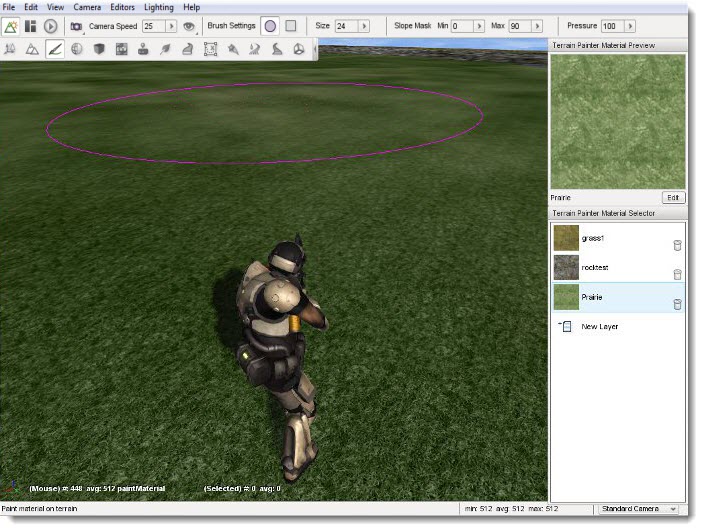 File Edit View Camera Editors Lighting Help
Camera Speed 25 Brush Settings Size 24 Slope Mask Min 0 Max 90 Pressure 100
Terrain Painter Material Preview
Prairie Edit
Terrain Painter Material Selector
grass1
rocktest
Prairie
New Layer
(Mouse) #: 448 avg: 512 paintMaterial (Selected) #: 0 avg: 0
Paint material on terrain min: 512 avg: 512 max: 512 Standard Camera